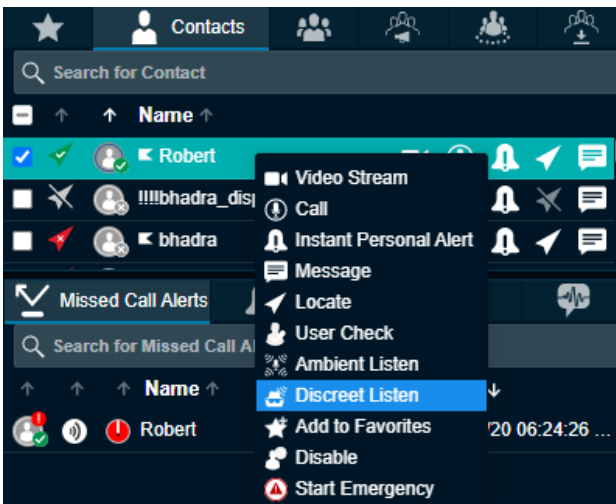 Contacts
Search for Contact
Name
Robert
Video Stream
!!!!bhadra_disp
Call
bhadra
Instant Personal Alert
Message
Missed Call Alerts
Locate
User Check
Search for Missed Call Al
Ambient Listen
Name
Discreet Listen
Robert
Add to Favorites
/20 06:24:26 ...
Disable
Start Emergency